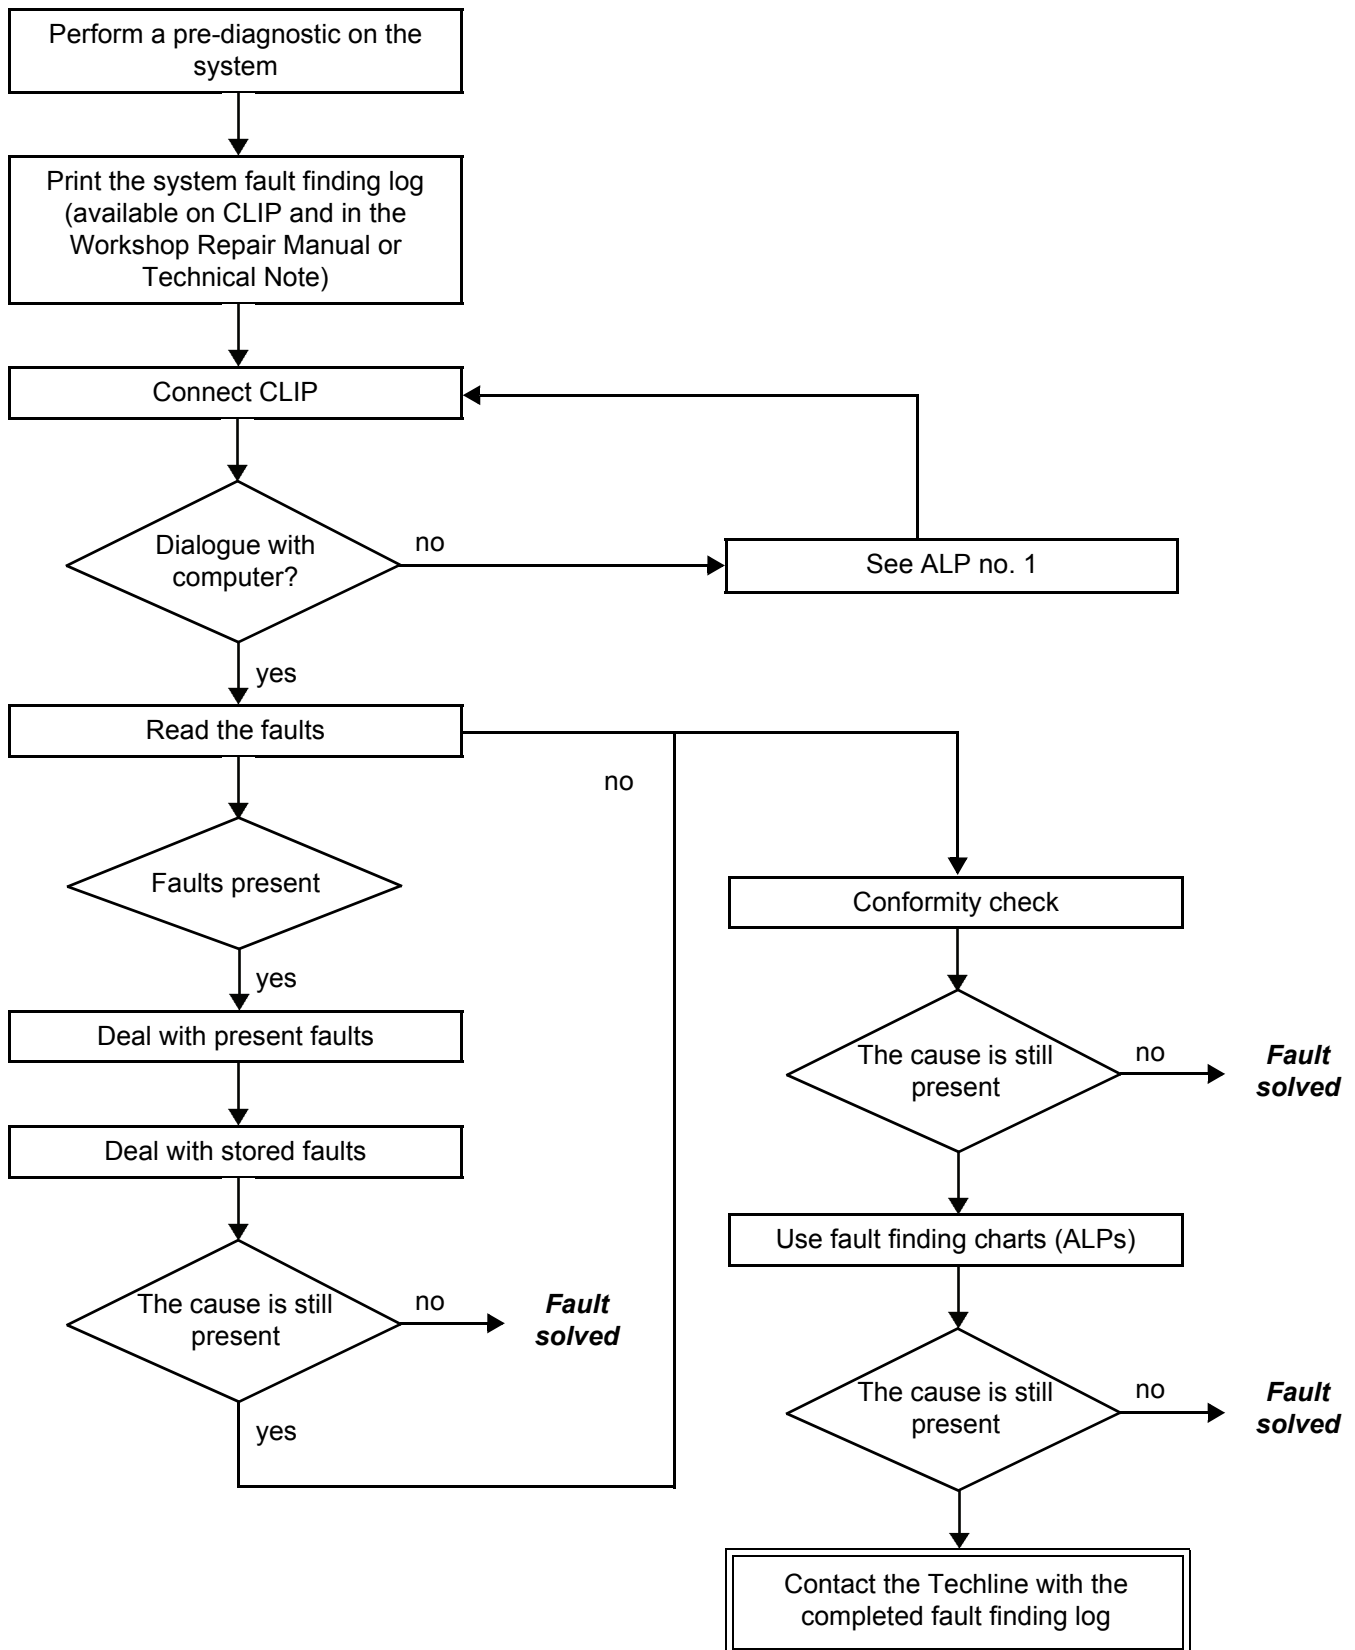 Perform a pre-diagnostic on the
system
Print the system fault finding log
(available on CLIP and in the
Workshop Repair Manual or
Technical Note)
Connect CLIP
Dialogue with
computer?
no
See ALP no. 1
yes
Read the faults
no
Faults present
yes
Deal with present faults
Deal with stored faults
The cause is still
present
no
Fault
solved
yes
Conformity check
The cause is still
present
no
Fault
solved
Use fault finding charts (ALPs)
The cause is still
present
no
Fault
solved
Contact the Techline with the
completed fault finding log